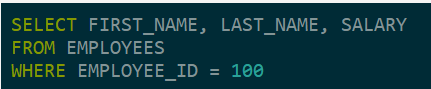 SELECT FIRST_NAME, LAST_NAME, SALARY
FROM EMPLOYEES
WHERE EMPLOYEE_ID = 100